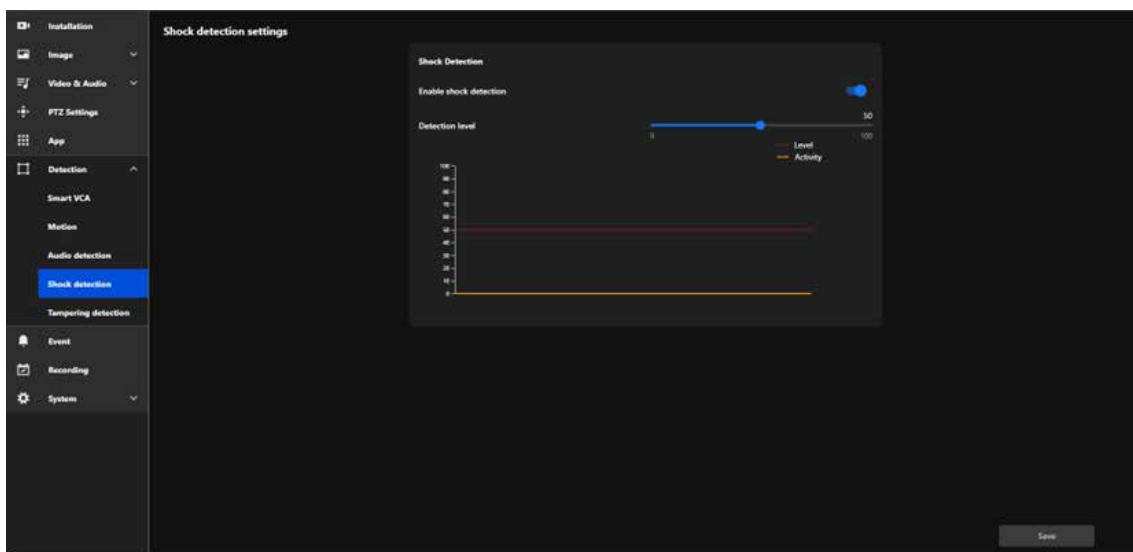 Installation
Image
Video & Audio
PTZ Settings
App
Detection
Smart VCA
Motion
Audio detection
Shock detection
Tampering detection
Event
Recording
System
Shock detection settings
Shock Detection
Enable shock detection
Detection level
50
0
100
Level
Activity
100
90
80
70
60
50
40
30
20
10
0
Save